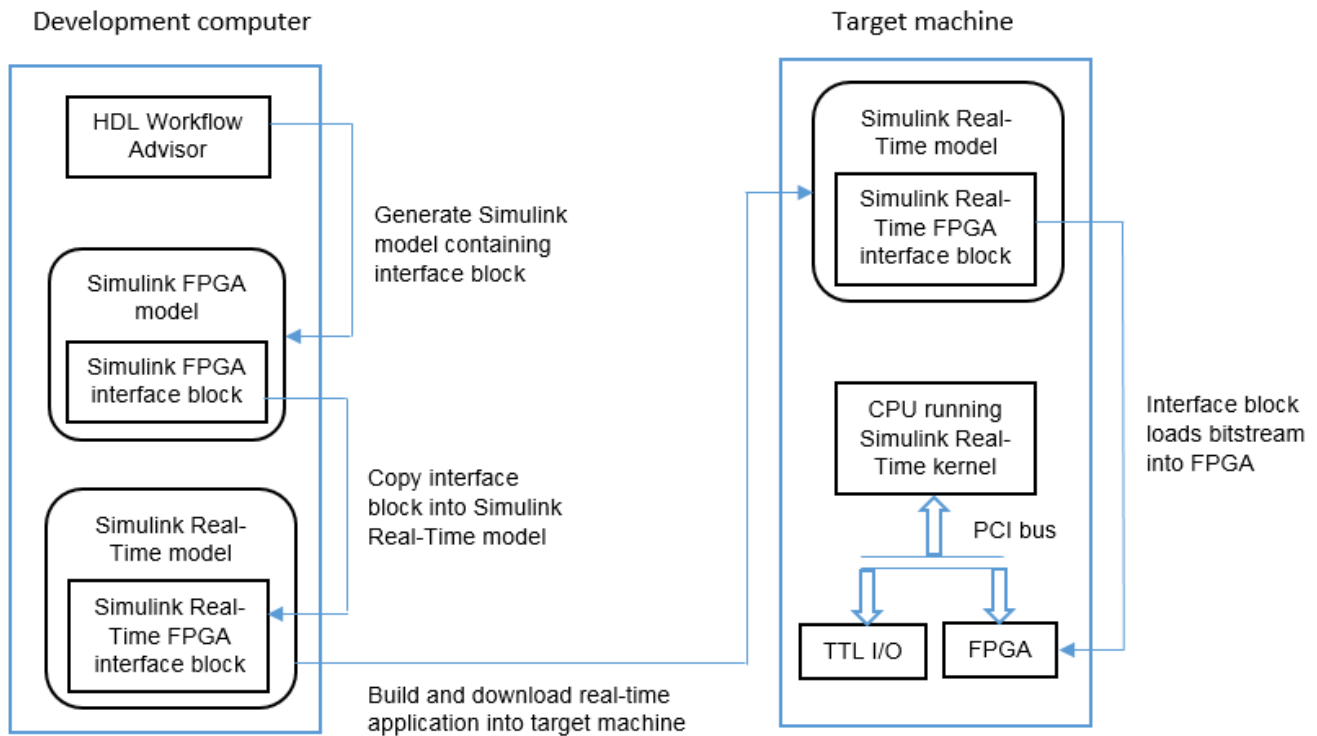 Development computer
HDL Workflow
Advisor
Generate Simulink
model containing
interface block
Simulink FPGA
model
Simulink FPGA
interface block
Copy interface
block into Simulink
Real-Time model
Simulink Real-
Time model
Simulink Real-
Time FPGA
interface block
Build and download real-time
application into target machine
Target machine
Simulink Real-
Time model
Simulink Real-
Time FPGA
interface block
CPU running
Simulink Real-
Time kernel
PCI bus
TTL I/O
FPGA
Interface block
loads bitstream
into FPGA